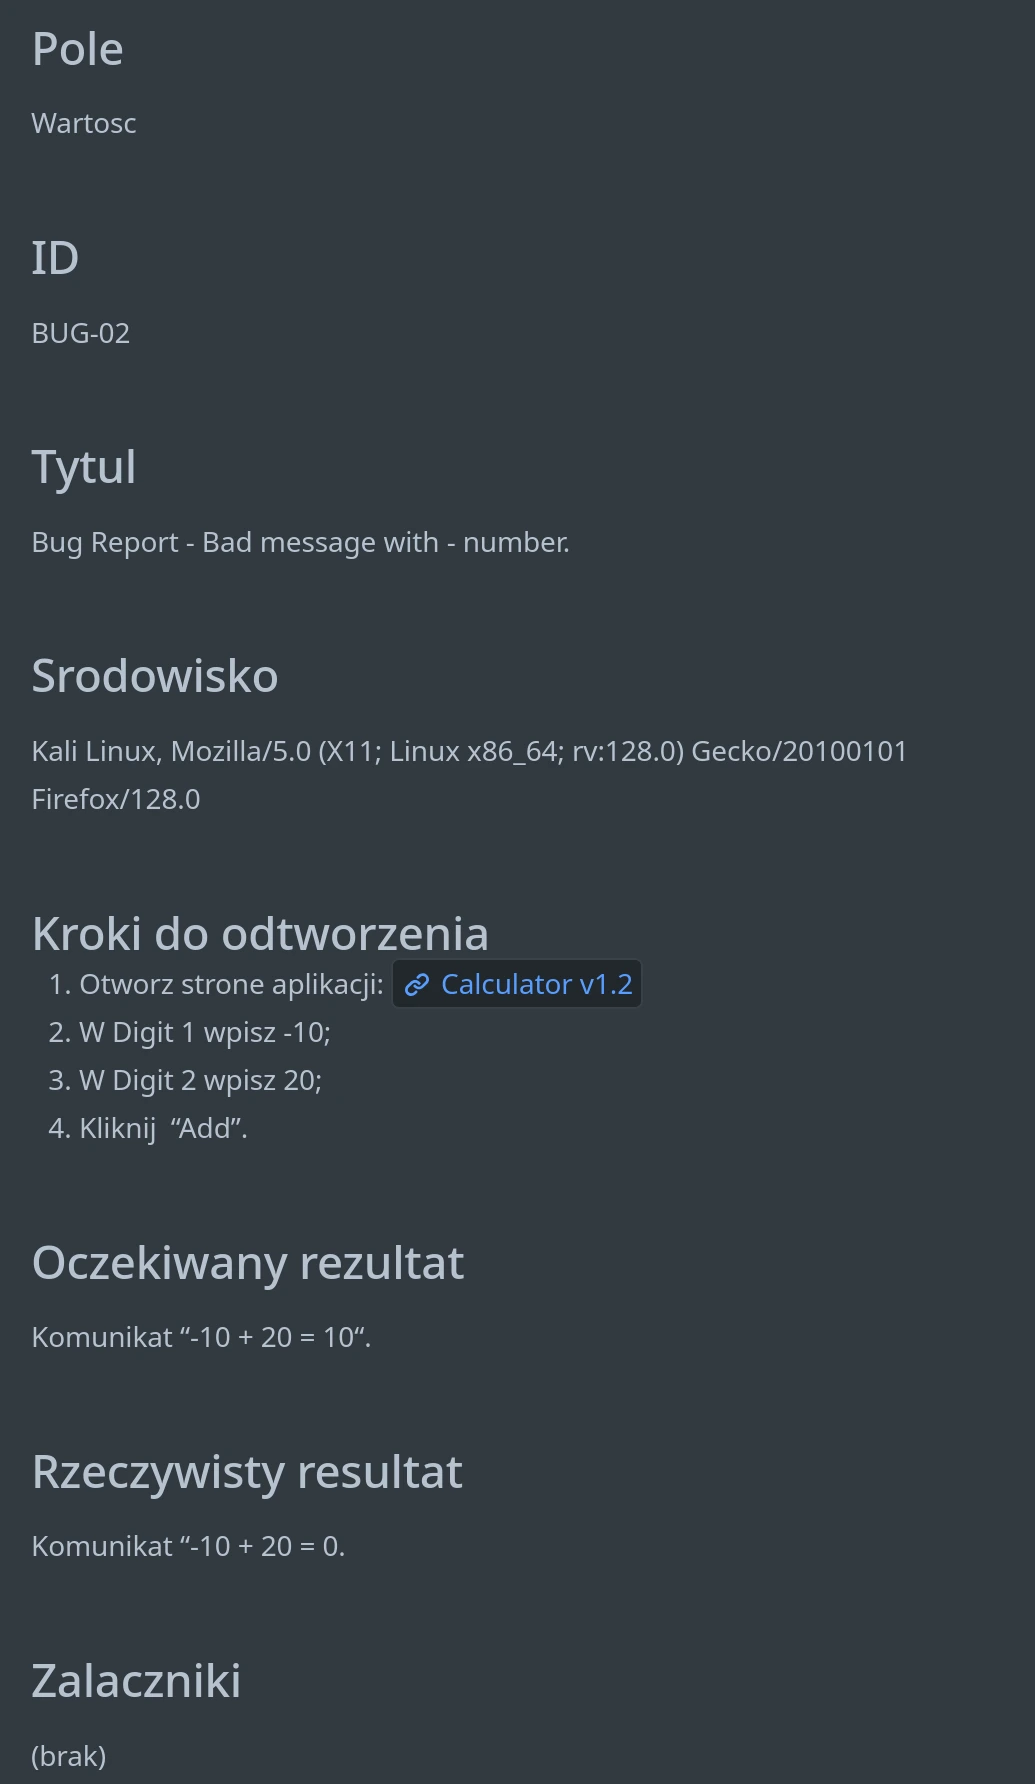 Pole
Wartosc
ID
BUG-02
Tytul
Bug Report - Bad message with - number.
Srodowisko
Kali Linux, Mozilla/5.0 (X11; Linux x86_64; rv:128.0) Gecko/20100101
Firefox/128.0
Kroki do odtworzenia
1. Otworz strone aplikacji: Calculator v1.2
2. W Digit 1 wpisz -10;
3. W Digit 2 wpisz 20;
4. Kliknij  “Add”.
Oczekiwany rezultat
Komunikat “-10 + 20 = 10“.
Rzeczywisty resultat
Komunikat “-10 + 20 = 0.
Zalaczniki
(brak)